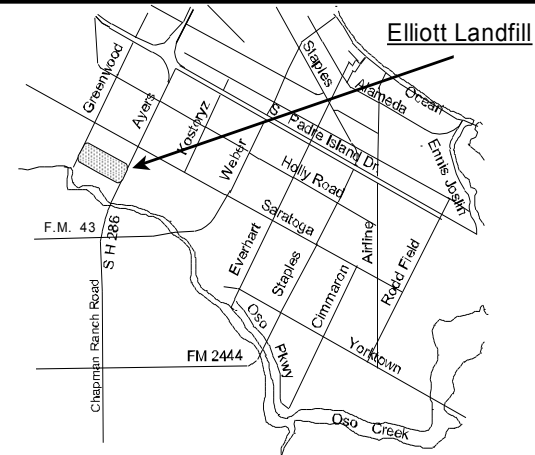 Elliott Landfill
Staples
Greenwood
Alameda
Ocean
Ayers
Kostoryz
S
Padre Island Dr.
Ennis Joslin
Weber
Holly Road
Saratoga
F.M. 43
S H 286
Everhart
Staples
Airline
Rodd Field
Cimmaron
Oso
Pkwy
Yorktown
FM 2444
Chapman Ranch Road
Oso Creek